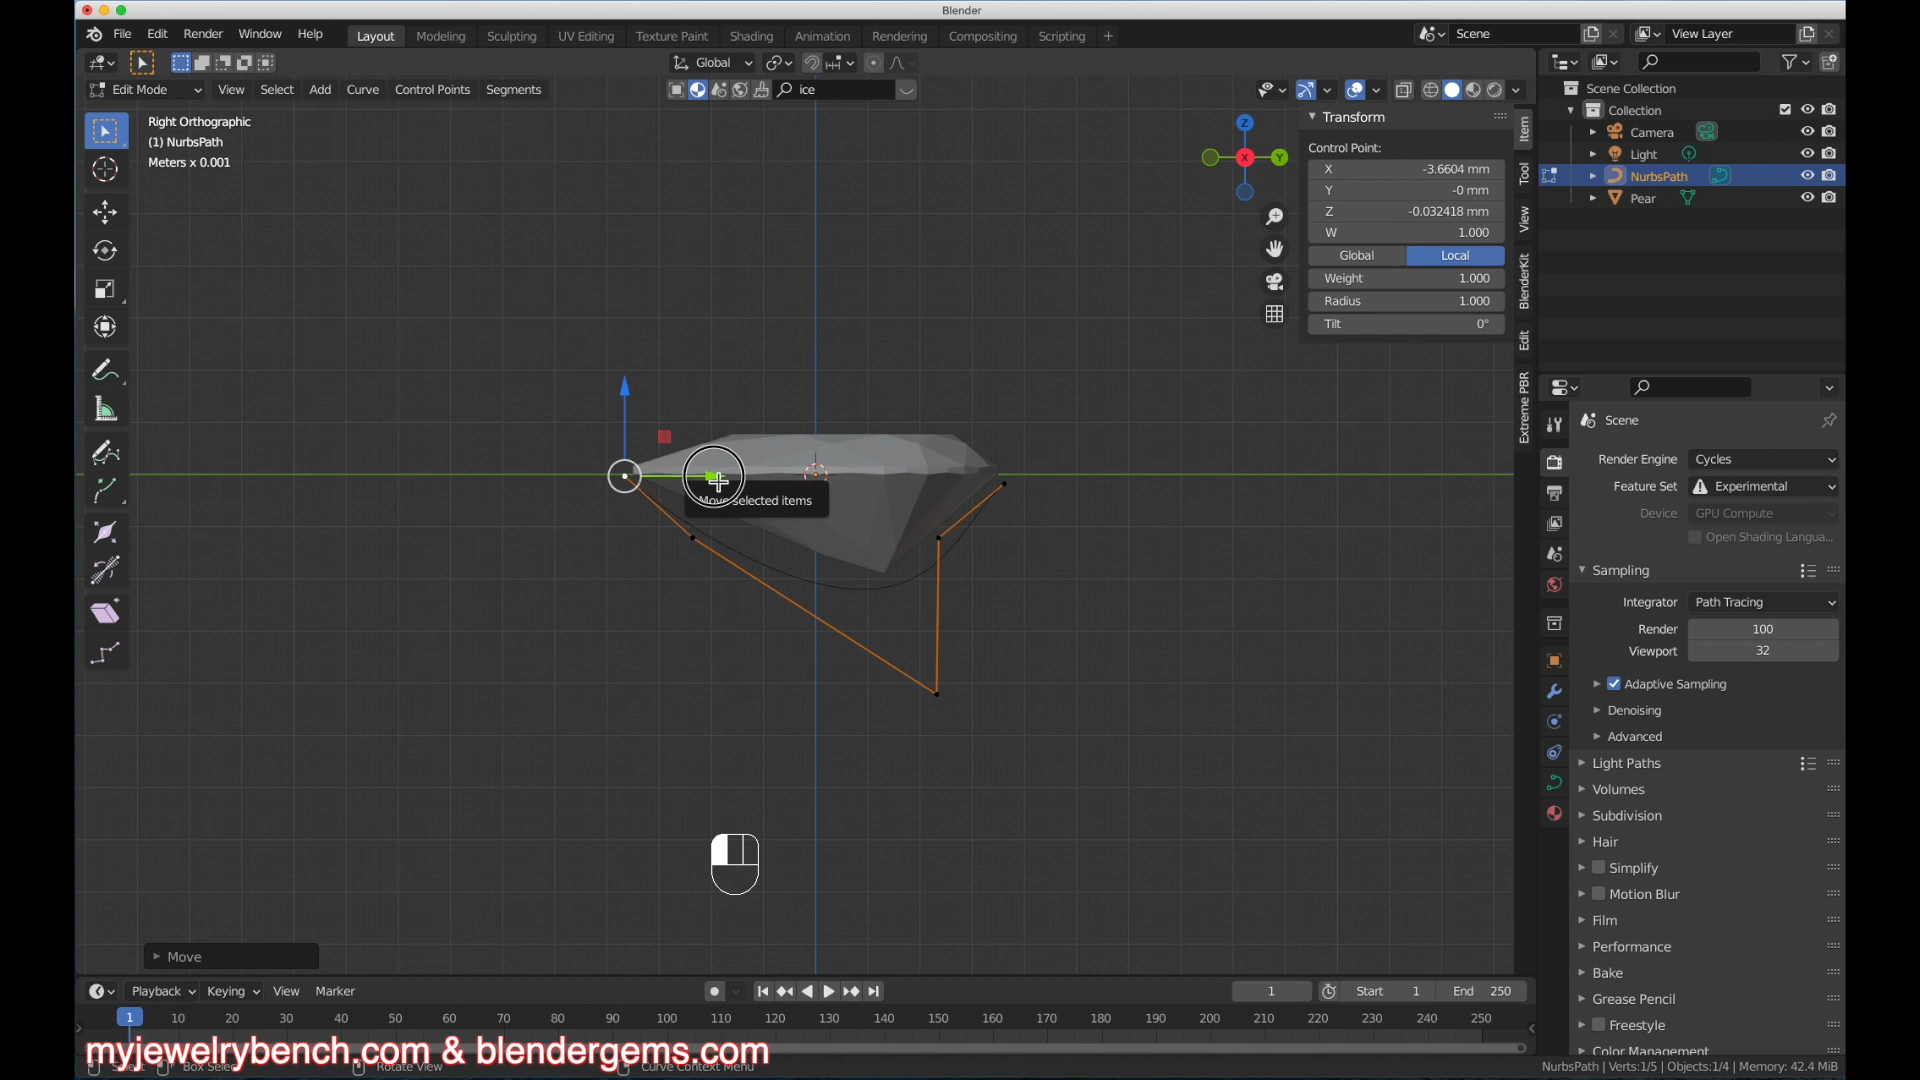 Blender
File Edit Render Window Help Layout Modeling Sculpting UV Editing Texture Paint Shading Animation Rendering Compositing Scripting + Scene View Layer
Global
Edit Mode View Select Add Curve Control Points Segments ice
Right Orthographic
(1) NurbsPath
Meters x 0.001
Z
X
Y
Transform
Control Point:
X -3.6604 mm
Y -0 mm
Z -0.032418 mm
W 1.000
Global Local
Weight 1.000
Radius 1.000
Tilt 0°
Item
Tool
View
BlenderKit
Edit
Extreme PBR
Scene Collection
Collection
Camera
Light
NurbsPath
Pear
Scene
Render Engine Cycles
Feature Set Experimental
Device GPU Compute
Open Shading Langua...
Sampling
Integrator Path Tracing
Render 100
Viewport 32
Adaptive Sampling
Denoising
Advanced
Light Paths
Volumes
Subdivision
Hair
Simplify
Motion Blur
Film
Performance
Bake
Grease Pencil
Freestyle
Color Management
Move selected items
Move
Playback Keying View Marker 1 Start 1 End 250
1 10 20 30 40 50 60 70 80 90 100 110 120 130 140 150 160 170 180 190 200 210 220 230 240 250
myjewelrybench.com & blendergems.com
Select Box Select Rotate View Curve Context Menu NurbsPath | Verts:1/5 | Objects:1/4 | Memory: 42.4 MiB